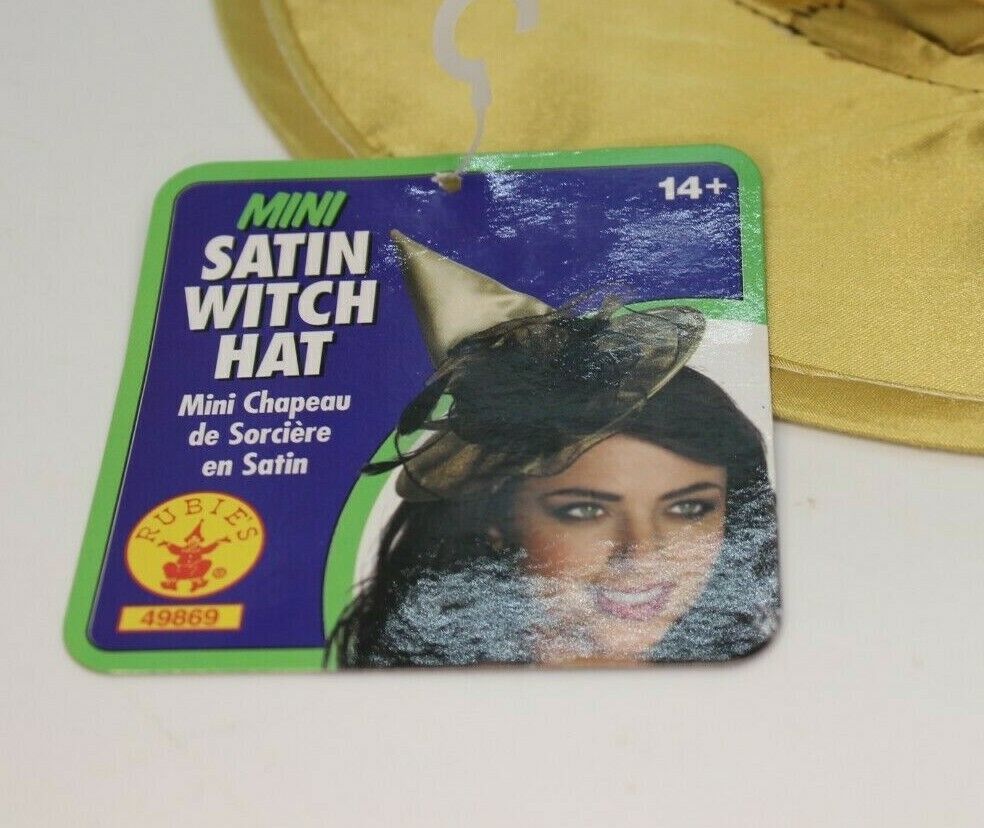 14+
MINI
SATIN
WITCH
HAT
Mini Chapeau
de Sorcière
en Satin
RUBIE'S
®
49869